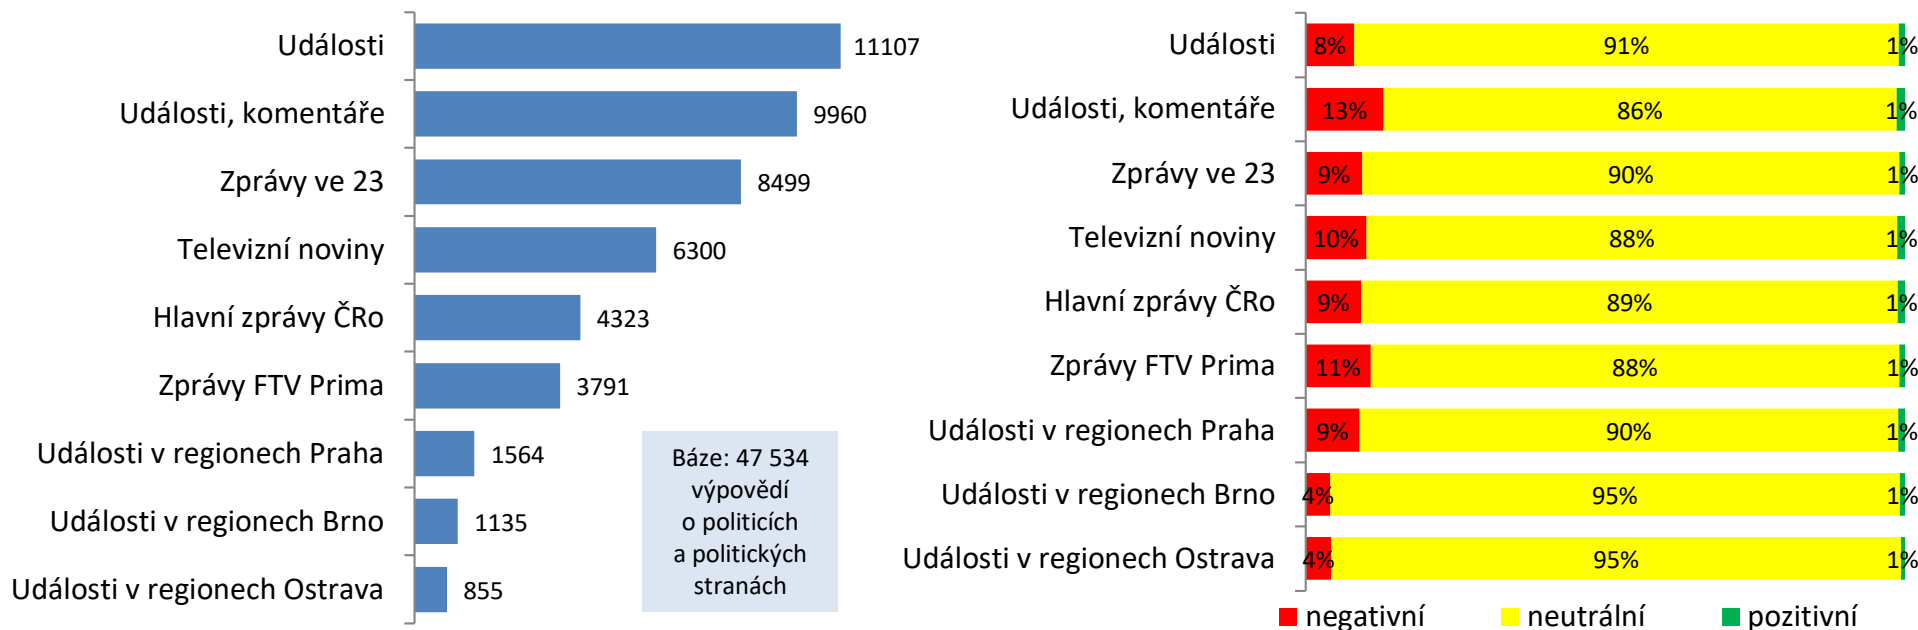 Události 11107
Události, komentáře 9960
Zprávy ve 23 8499
Televizní noviny 6300
Hlavní zprávy ČRo 4323
Zprávy FTV Prima 3791
Události v regionech Praha 1564
Události v regionech Brno 1135
Události v regionech Ostrava 855
Báze: 47 534
výpovědí
o politicích
a politických
stranách
Události 8% 91% 1%
Události, komentáře 13% 86% 1%
Zprávy ve 23 9% 90% 1%
Televizní noviny 10% 88% 1%
Hlavní zprávy ČRo 9% 89% 1%
Zprávy FTV Prima 11% 88% 1%
Události v regionech Praha 9% 90% 1%
Události v regionech Brno 4% 95% 1%
Události v regionech Ostrava 4% 95% 1%
negativní neutrální pozitivní